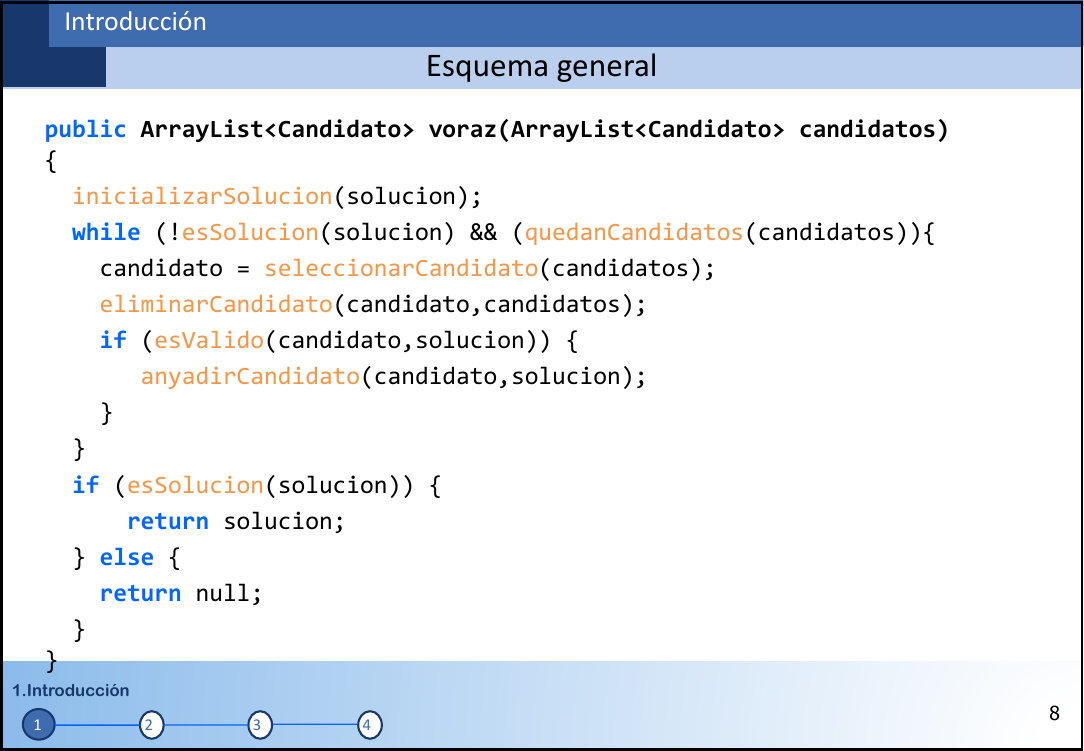 Introducción
Esquema general
public ArrayList<Candidato> voraz(ArrayList<Candidato> candidatos)
{
inicializarSolucion(solucion);
while (!esSolucion(solucion) && (quedanCandidatos(candidatos)){
candidato = seleccionarCandidato(candidatos);
eliminarCandidato(candidato,candidatos);
if (esValido(candidato,solucion)) {
anyadirCandidato(candidato,solucion);
}
}
if (esSolucion(solucion)) {
return solucion;
} else {
return null;
}
}
1.Introducción
1 2 3 4
8